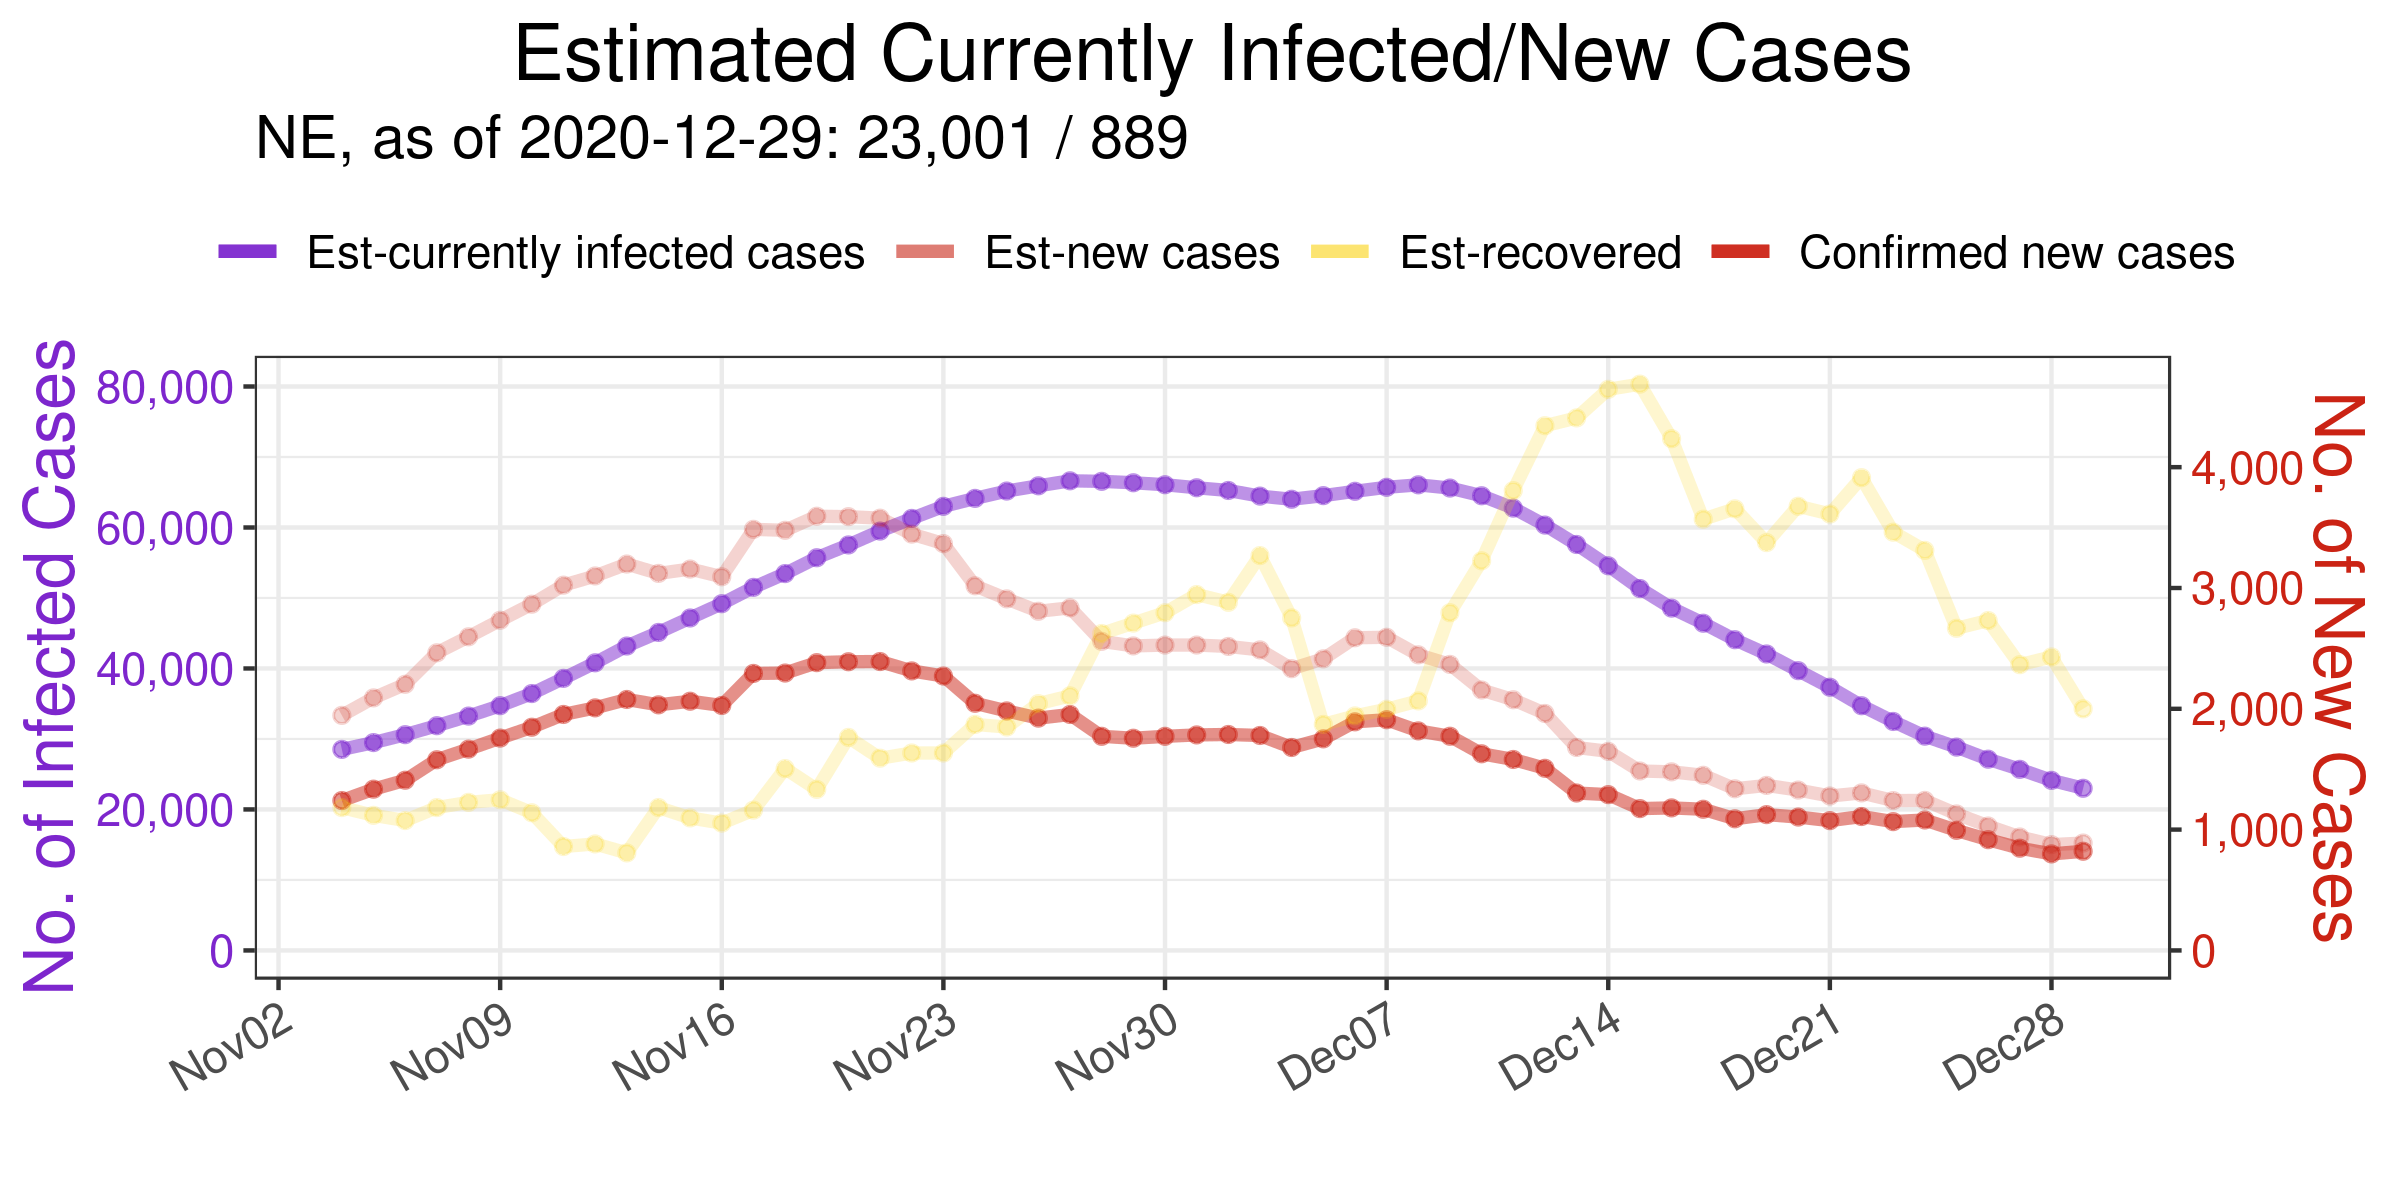 Estimated Currently Infected/New Cases
NE, as of 2020-12-29: 23,001 / 889
Est-currently infected cases Est-new cases Est-recovered Confirmed new cases
No. of Infected Cases
80,000
60,000
40,000
20,000
0
4,000
3,000
2,000
1,000
0
No. of New Cases
Nov02 Nov09 Nov16 Nov23 Nov30 Dec07 Dec14 Dec21 Dec28